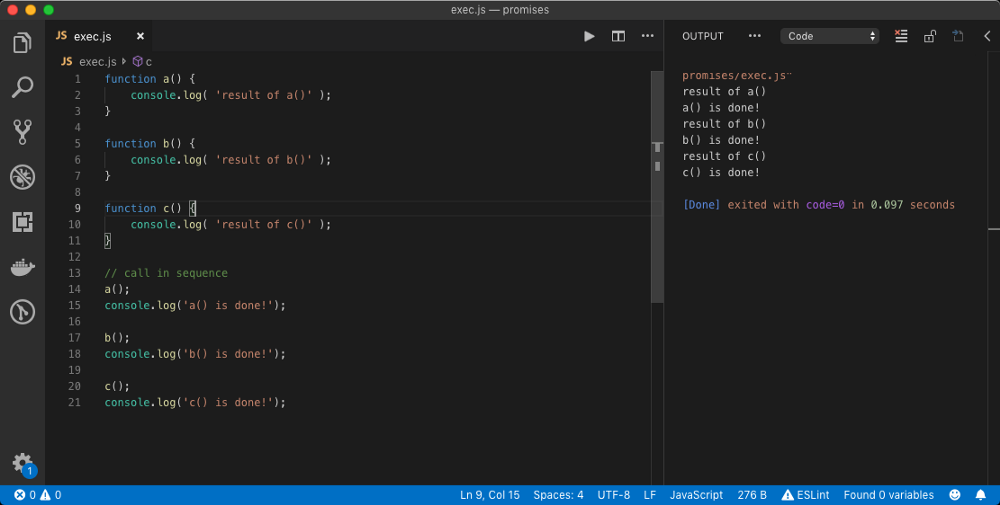 exec.js — promises
JS exec.js ×
OUTPUT ··· Code
JS exec.js › c
1 function a() {
2     console.log( 'result of a()' );
3 }
4
5 function b() {
6     console.log( 'result of b()' );
7 }
8
9 function c() {
10     console.log( 'result of c()' );
11 }
12
13 // call in sequence
14 a();
15 console.log('a() is done!');
16
17 b();
18 console.log('b() is done!');
19
20 c();
21 console.log('c() is done!');
promises/exec.js"
result of a()
a() is done!
result of b()
b() is done!
result of c()
c() is done!
[Done] exited with code=0 in 0.097 seconds
1
0 0 Ln 9, Col 15 Spaces: 4 UTF-8 LF JavaScript 276 B ESLint Found 0 variables